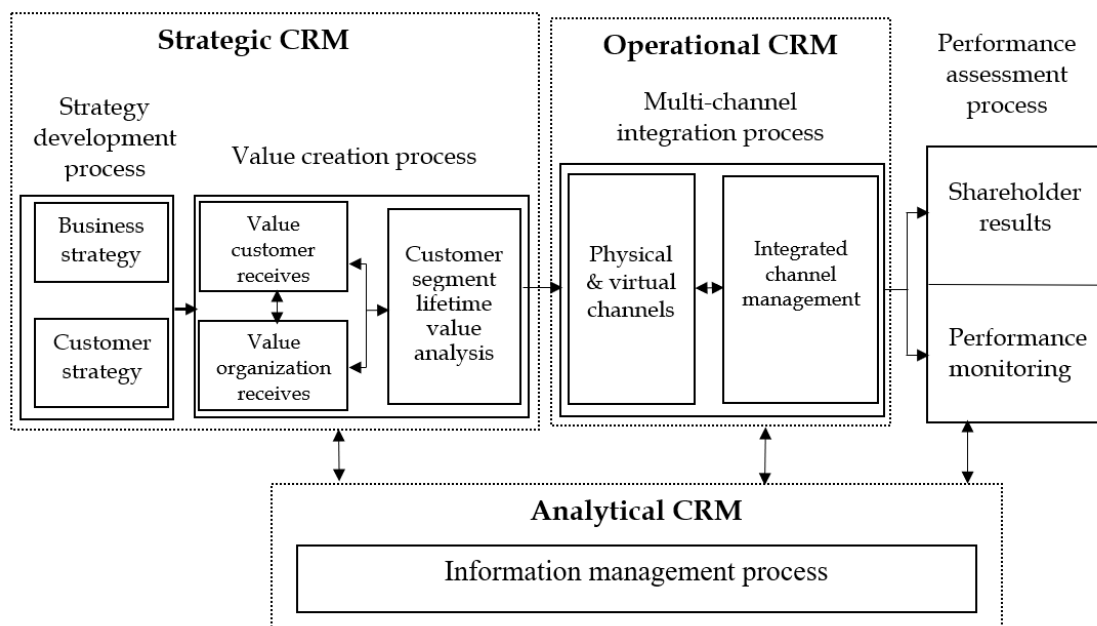 Strategic CRM
Strategy
development
process
Value creation process
Business
strategy
Customer
strategy
Value
customer
receives
Value
organization
receives
Customer
segment
lifetime
value
analysis
Operational CRM
Multi-channel
integration process
Physical
& virtual
channels
Integrated
channel
management
Performance
assessment
process
Shareholder
results
Performance
monitoring
Analytical CRM
Information management process